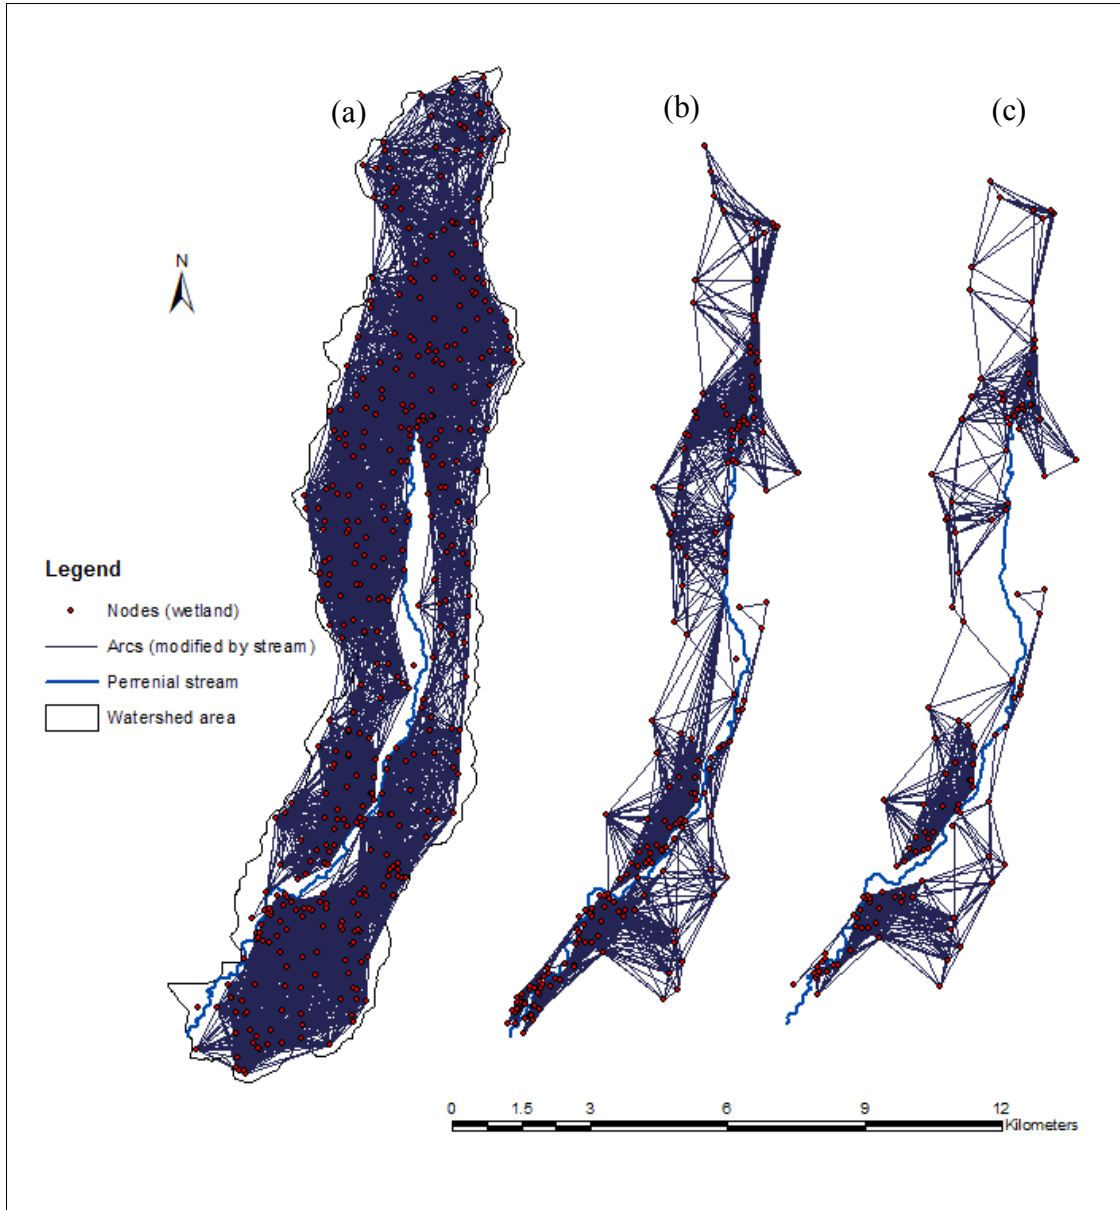 (a)
(b)
(c)
N
Legend
Nodes (wetland)
Arcs (modified by stream)
Perrenial stream
Watershed area
0 1.5 3 6 9 12
Kilometers